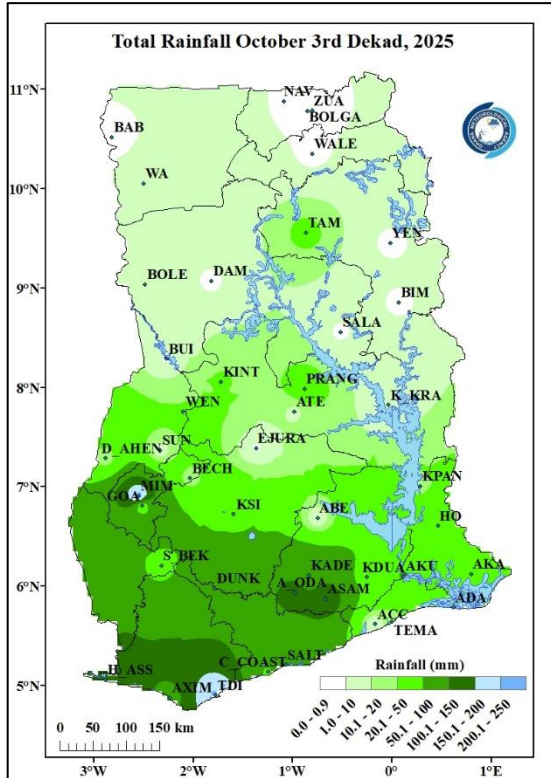 Total Rainfall October 3rd Dekad, 2025
11°N
NAV
ZUA
BOLGA
BAB
WALE
10°N
WA
TAM
YEN
9°N
BOLE
DAM
BIM
SALA
BUI
8°N
KINT
PRANG
WEN
ATE
K_KRA
SUN
EJURA
D_AHEN
BECH
KPAN
7°N
MIM
GOA
KSI
ABE
HO
S_BEK
KADE
KDUA
AKU
AKA
6°N
DUNK
A_ODA
ASAM
ADA
ACC
TEMA
C_COAST
SALT
H_ASS
Rainfall (mm)
5°N
AXIM
TDI
0.0 - 0.9
1.0 - 10
10.1 - 20
20.1 - 50
50.1 - 100
100.1 - 150
150.1 - 200
200.1 - 250
0 40 80 150 km
3°W 2°W 1°W 0° 1°E